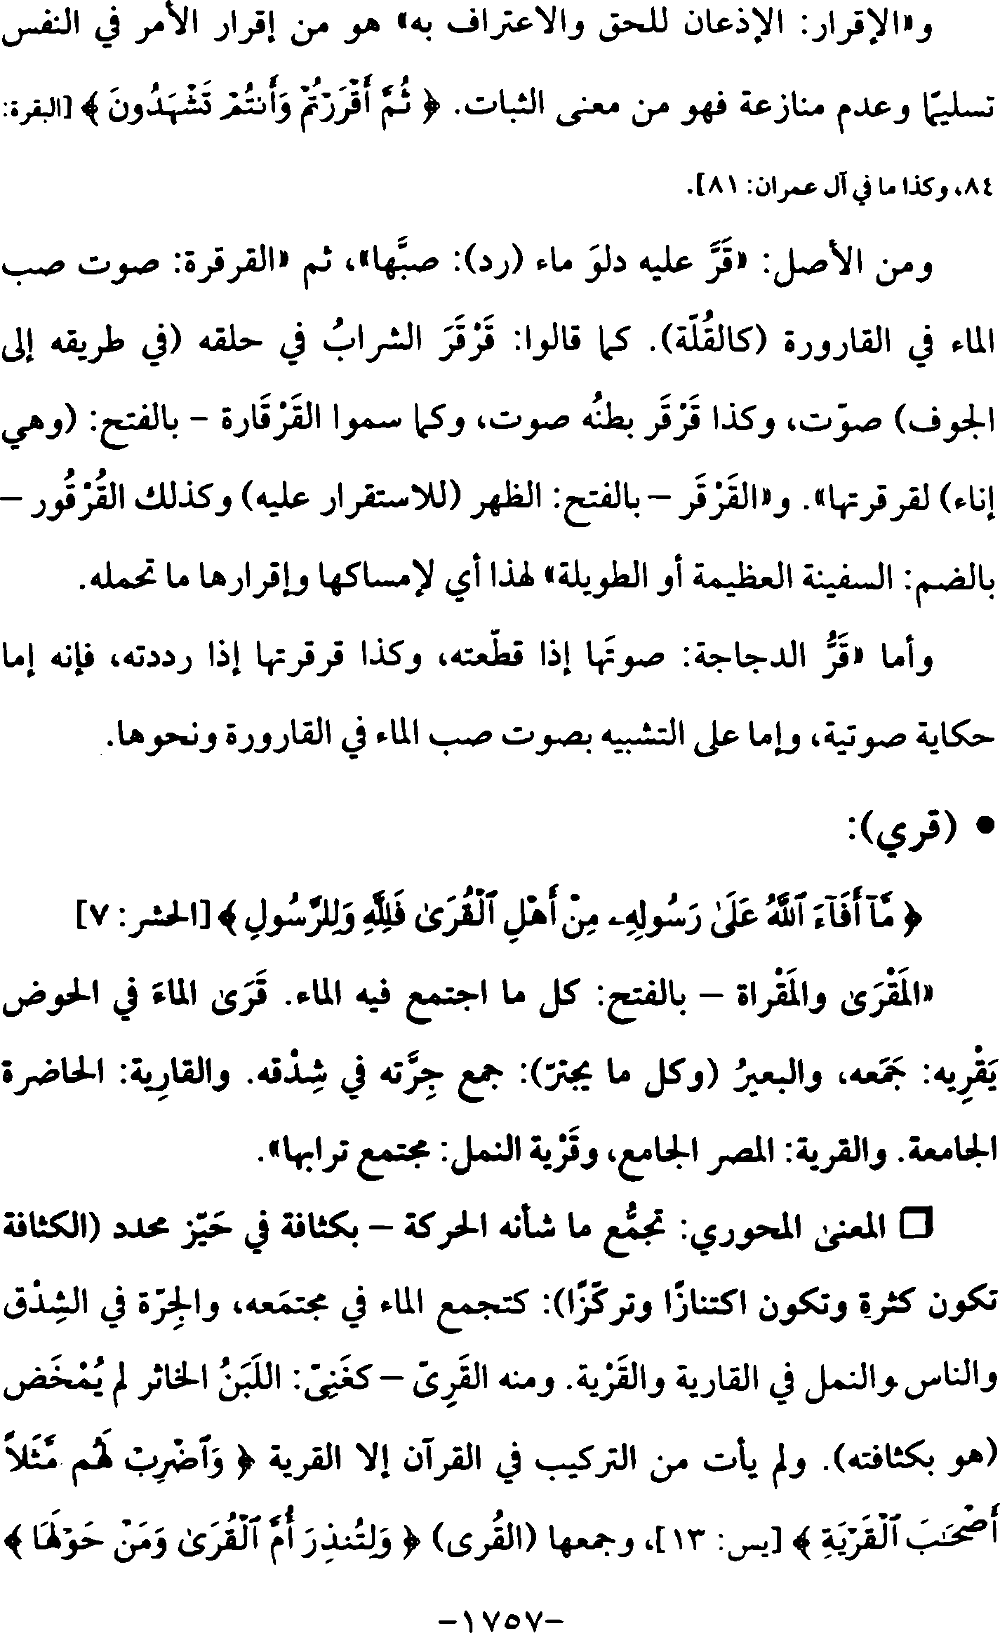 و«الإقرار: الإذعان للحق والاعتراف به» هو من إقرار الأمر في النفس
تسليمًا وعدم منازعة فهو من معنى الثبات. ﴿ ثُمَّ أَقْرَرْتُمْ وَأَنتُمْ تَشْهَدُونَ ﴾ [البقرة:
٨٤، وكذا ما في آل عمران: ٨١].
ومن الأصل: «قَرَّ عليه دلوَ ماء (رد): صبَّها»، ثم «القرقرة: صوت صب
الماء في القارورة (كالقُلّة). كما قالوا: قَرْقَرَ الشرابُ في حلقه (في طريقه إلى
الجوف) صوّت، وكذا قَرْقَر بطنُه صوت، وكما سموا القَرْقَارة – بالفتح: (وهي
إناء) لقرقرتها». و«القَرْقَر – بالفتح: الظهر (للاستقرار عليه) وكذلك القُرْقُور –
بالضم: السفينة العظيمة أو الطويلة» لهذا أي لإمساكها وإقرارها ما تحمله.
وأما «قَرُّ الدجاجة: صوتَها إذا قطّعته، وكذا قرقرتها إذا رددته، فإنه إما
حكاية صوتية، وإما على التشبيه بصوت صب الماء في القارورة ونحوها.
• (قري):
﴿ مَّآ أَفَآءَ ٱللَّهُ عَلَىٰ رَسُولِهِۦ مِنْ أَهْلِ ٱلْقُرَىٰ فَلِلَّهِ وَلِلرَّسُولِ ﴾ [الحشر: ٧]
«المَقْرَىٰ والمَقْراة – بالفتح: كل ما اجتمع فيه الماء. قَرَىٰ الماءَ في الحوض
يَقْرِيه: جَمَعه، والبعيرُ (وكل ما يجترّ): جمع جِرَّته في شِدْقه. والقارِية: الحاضرة
الجامعة. والقرية: المصر الجامع، وقَرْية النمل: مجتمع ترابها».
❑ المعنىٰ المحوري: تجمُّع ما شأنه الحركة – بكثافة في حَيّز محدد (الكثافة
تكون كثرةِ وتكون اكتنازًا وتركّزًا): كتجمع الماء في مجتمَعه، والجِرّة في الشِدْق
والناس والنمل في القارية والقَرْية. ومنه القَرِىّ – كغَنِىّ: اللَبَنُ الخاثر لم يُمْخَض
(هو بكثافته). ولم يأت من التركيب في القرآن إلا القرية ﴿ وَٱضْرِبْ لَهُم مَّثَلاً
أَصْحَـٰبَ ٱلْقَرْيَةِ ﴾ [يس: ١٣]، وجمعها (القُرى) ﴿ وَلِتُنذِرَ أُمَّ ٱلْقُرَىٰ وَمَنْ حَوْلَهَا ﴾
-١٧٥٧-